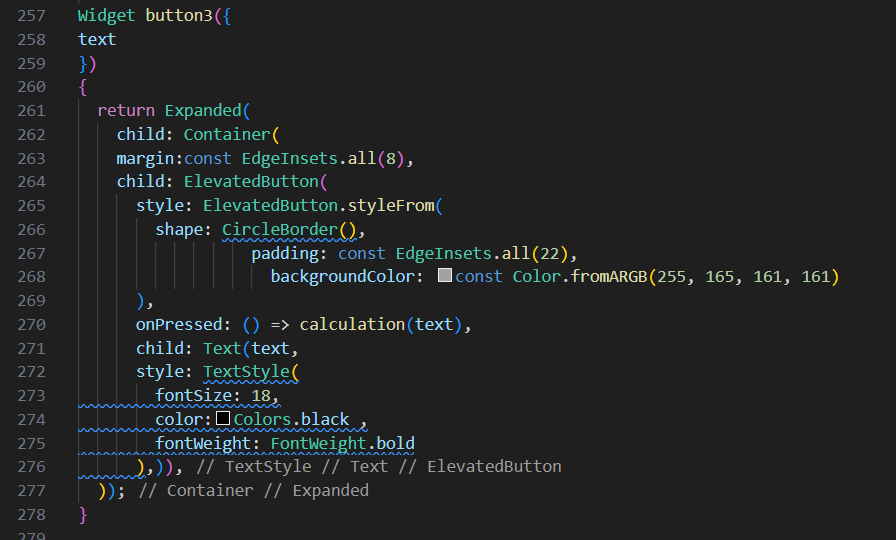 257 Widget button3({
258 text
259 })
260 {
261   return Expanded(
262     child: Container(
263     margin:const EdgeInsets.all(8),
264     child: ElevatedButton(
265       style: ElevatedButton.styleFrom(
266         shape: CircleBorder(),
267                   padding: const EdgeInsets.all(22),
268                     backgroundColor: const Color.fromARGB(255, 165, 161, 161)
269       ),
270       onPressed: () => calculation(text),
271       child: Text(text,
272       style: TextStyle(
273         fontSize: 18,
274         color:Colors.black ,
275         fontWeight: FontWeight.bold
276       ),)), // TextStyle // Text // ElevatedButton
277   )); // Container // Expanded
278 }
279